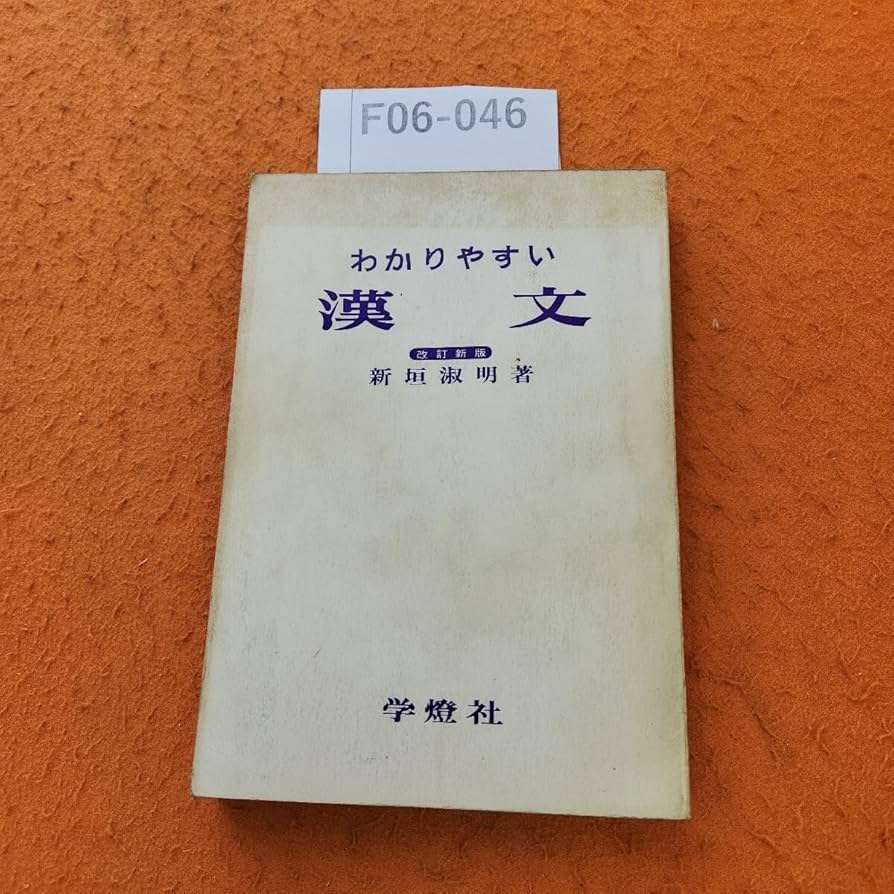 F06-046
わかりやすい
漢文
改訂新版
新垣淑明著
学燈社